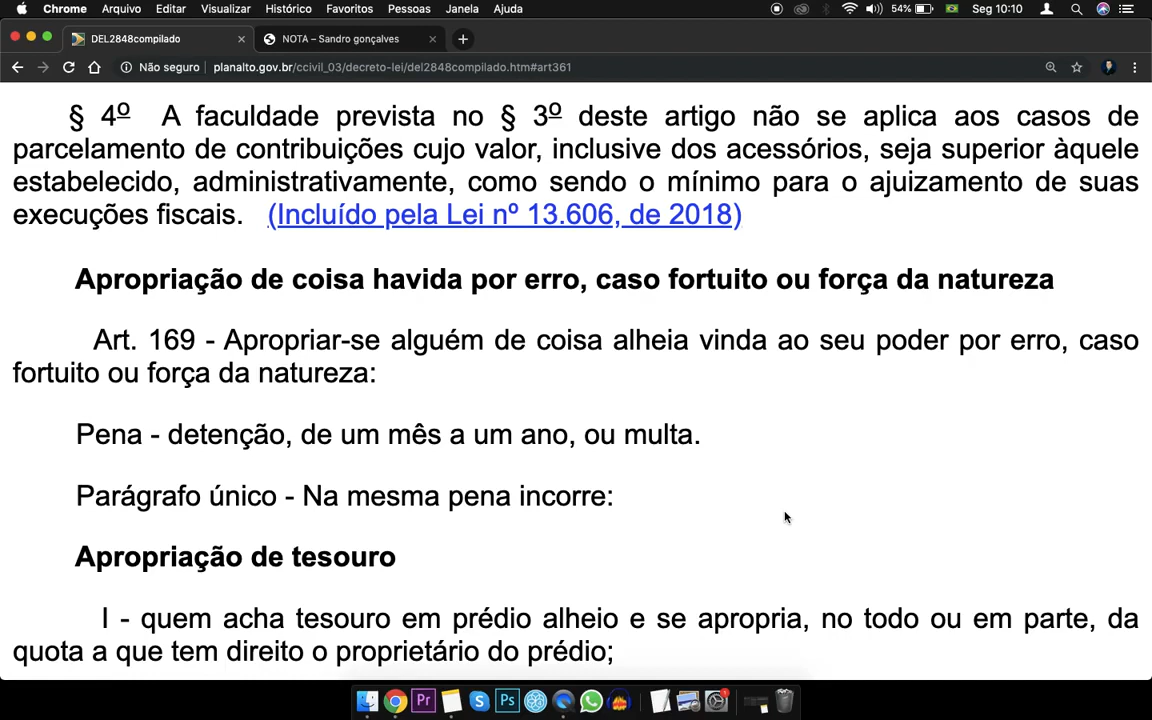 Chrome Arquivo Editar Visualizar Histórico Favoritos Pessoas Janela Ajuda 54% Seg 10:10
DEL2848compilado NOTA – Sandro gonçalves
Não seguro planalto.gov.br/ccivil_03/decreto-lei/del2848compilado.htm#art361
§ 4º A faculdade prevista no § 3º deste artigo não se aplica aos casos de
parcelamento de contribuições cujo valor, inclusive dos acessórios, seja superior àquele
estabelecido, administrativamente, como sendo o mínimo para o ajuizamento de suas
execuções fiscais. (Incluído pela Lei nº 13.606, de 2018)
Apropriação de coisa havida por erro, caso fortuito ou força da natureza
Art. 169 - Apropriar-se alguém de coisa alheia vinda ao seu poder por erro, caso
fortuito ou força da natureza:
Pena - detenção, de um mês a um ano, ou multa.
Parágrafo único - Na mesma pena incorre:
Apropriação de tesouro
I - quem acha tesouro em prédio alheio e se apropria, no todo ou em parte, da
quota a que tem direito o proprietário do prédio;
Pr Ps